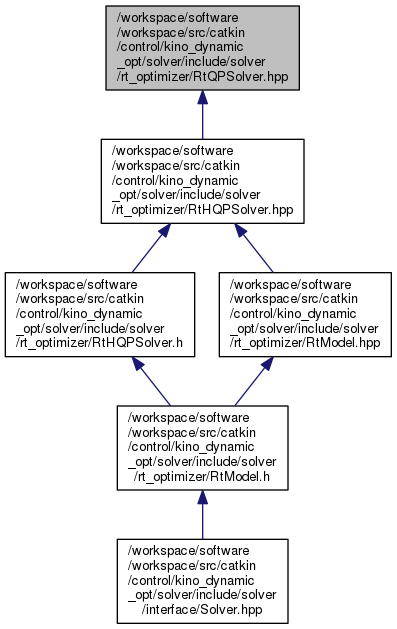 /workspace/software
/workspace/src/catkin
/control/kino_dynamic
_opt/solver/include/solver
/rt_optimizer/RtQPSolver.hpp
/workspace/software
/workspace/src/catkin
/control/kino_dynamic
_opt/solver/include/solver
/rt_optimizer/RtHQPSolver.hpp
/workspace/software
/workspace/src/catkin
/control/kino_dynamic
_opt/solver/include/solver
/rt_optimizer/RtHQPSolver.h
/workspace/software
/workspace/src/catkin
/control/kino_dynamic
_opt/solver/include/solver
/rt_optimizer/RtModel.hpp
/workspace/software
/workspace/src/catkin
/control/kino_dynamic
_opt/solver/include/solver
/rt_optimizer/RtModel.h
/workspace/software
/workspace/src/catkin
/control/kino_dynamic
_opt/solver/include/solver
/interface/Solver.hpp